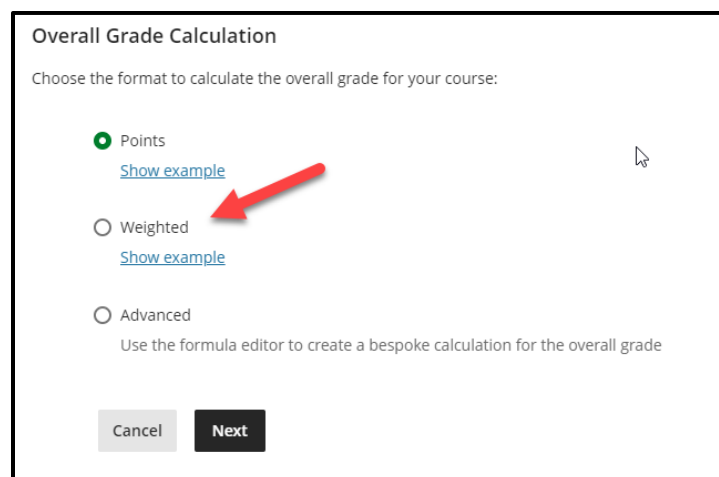 Overall Grade Calculation
Choose the format to calculate the overall grade for your course:
Points
Show example
Weighted
Show example
Advanced
Use the formula editor to create a bespoke calculation for the overall grade
Cancel Next